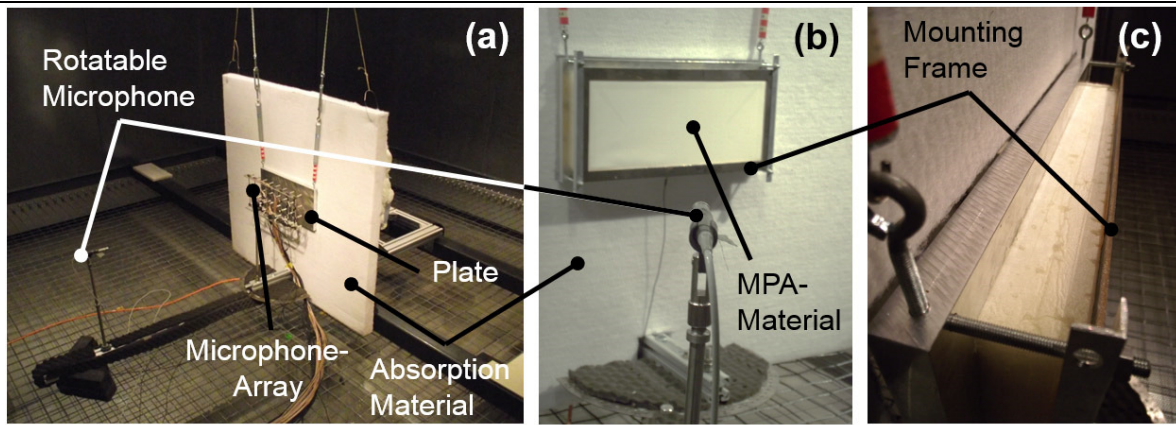 (a)
Rotatable
Microphone
Plate
Microphone-
Array
Absorption
Material
(b)
MPA-
Material
Mounting
Frame
(c)